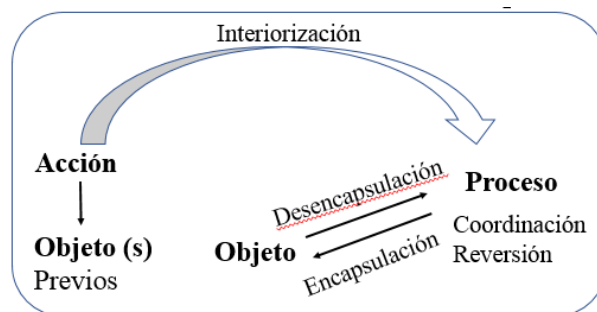 Interiorización
Acción
Objeto (s)
Previos
Desencapsulación
Objeto
Encapsulación
Proceso
Coordinación
Reversión